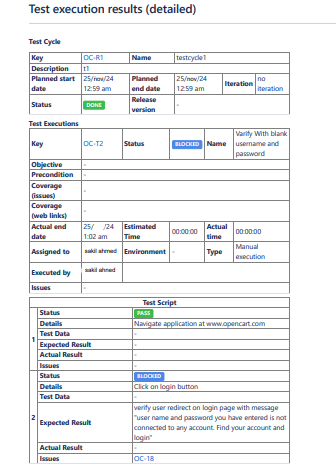 Test execution results (detailed)
Test Cycle
Key OC-R1 Name testcycle1
Description t1
Planned start date 25/nov/24 12:59 am Planned end date 25/nov/24 12:59 am Iteration no iteration
Status DONE Release version -
Test Executions
Key OC-T2 Status BLOCKED Name Varify With blank username and password
Objective -
Precondition -
Coverage (issues) -
Coverage (web links) -
Actual end date 25/ /24 1:02 am Estimated Time 00:00:00 Actual time 00:00:00
Assigned to sakil ahmed Environment - Type Manual execution
Executed by sakil ahmed
Issues -
Test Script
1
Status PASS
Details Navigate application at www.opencart.com
Test Data -
Expected Result -
Actual Result -
Issues -
2
Status BLOCKED
Details Click on login button
Test Data -
Expected Result verify user redirect on login page with message
"user name and password you have entered is not
connected to any account. Find your account and
login"
Actual Result -
Issues OC-18